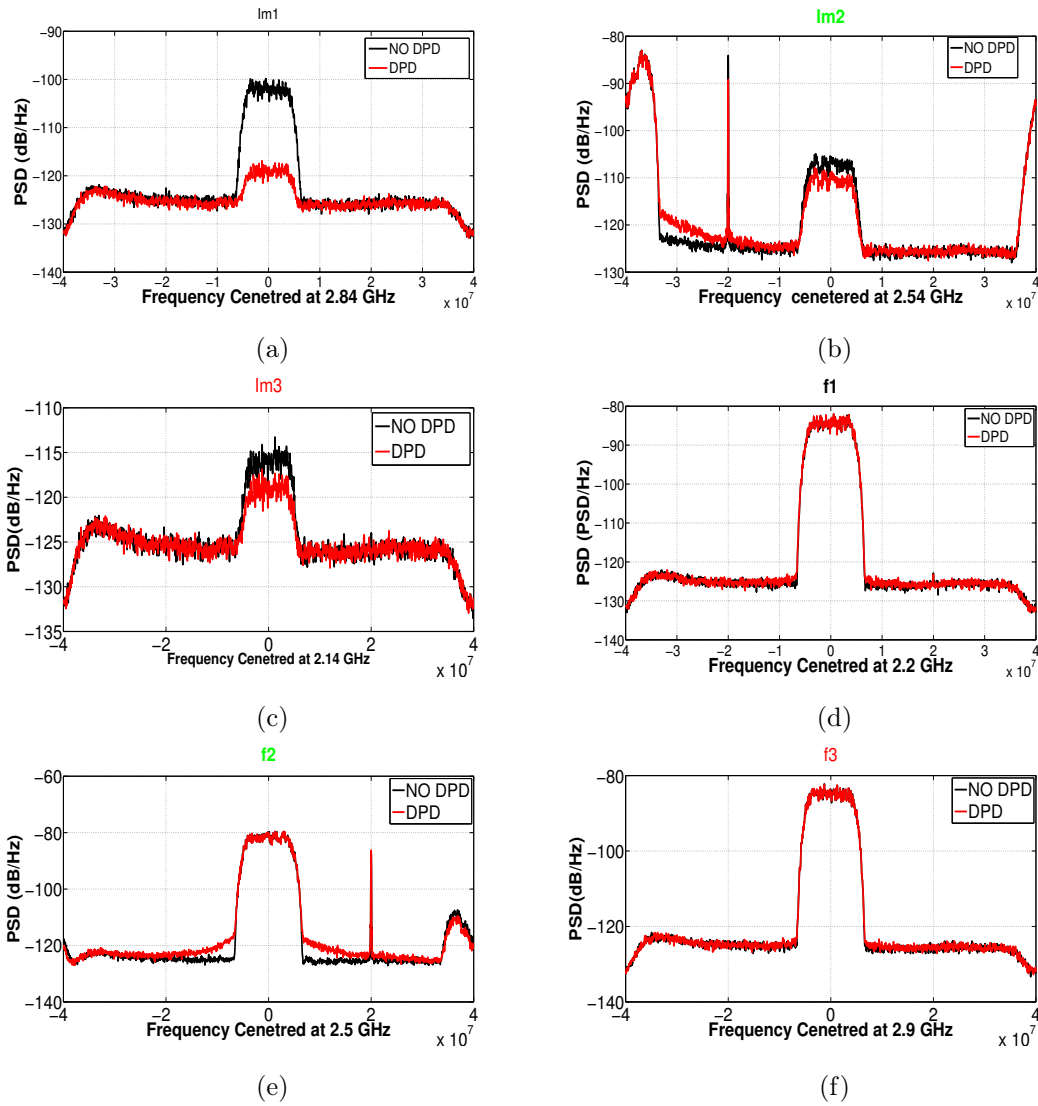 Im1
−90
−100
−110
−120
−130
−140
PSD (dB/Hz)
NO DPD
DPD
−4 −3 −2 −1 0 1 2 3 4
x 10^7
Frequency Cenetred at 2.84 GHz
(a)
Im2
−80
−90
−100
−110
−120
−130
PSD (dB/Hz)
NO DPD
DPD
−4 −3 −2 −1 0 1 2 3 4
x 10^7
Frequency cenetered at 2.54 GHz
(b)
Im3
−110
−115
−120
−125
−130
−135
PSD(dB/Hz)
NO DPD
DPD
−4 −2 0 2 4
x 10^7
Frequency Cenetred at 2.14 GHz
(c)
f1
−80
−90
−100
−110
−120
−130
−140
PSD (PSD/Hz)
NO DPD
DPD
−4 −3 −2 −1 0 1 2 3 4
x 10^7
Frequency Cenetred at 2.2 GHz
(d)
f2
−60
−80
−100
−120
−140
PSD (dB/Hz)
NO DPD
DPD
−4 −2 0 2 4
x 10^7
Frequency Cenetred at 2.5 GHz
(e)
f3
−80
−100
−120
−140
PSD(dB/Hz)
NO DPD
DPD
−4 −3 −2 −1 0 1 2 3 4
x 10^7
Frequency Cenetred at 2.9 GHz
(f)